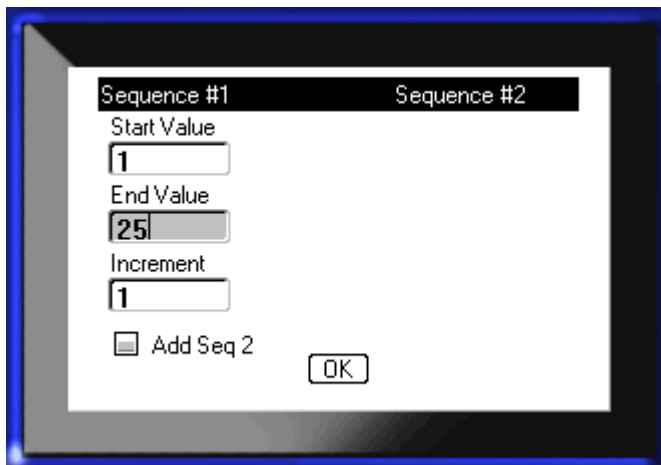 Sequence #1 Sequence #2
Start Value
1
End Value
25
Increment
1
Add Seq 2
OK